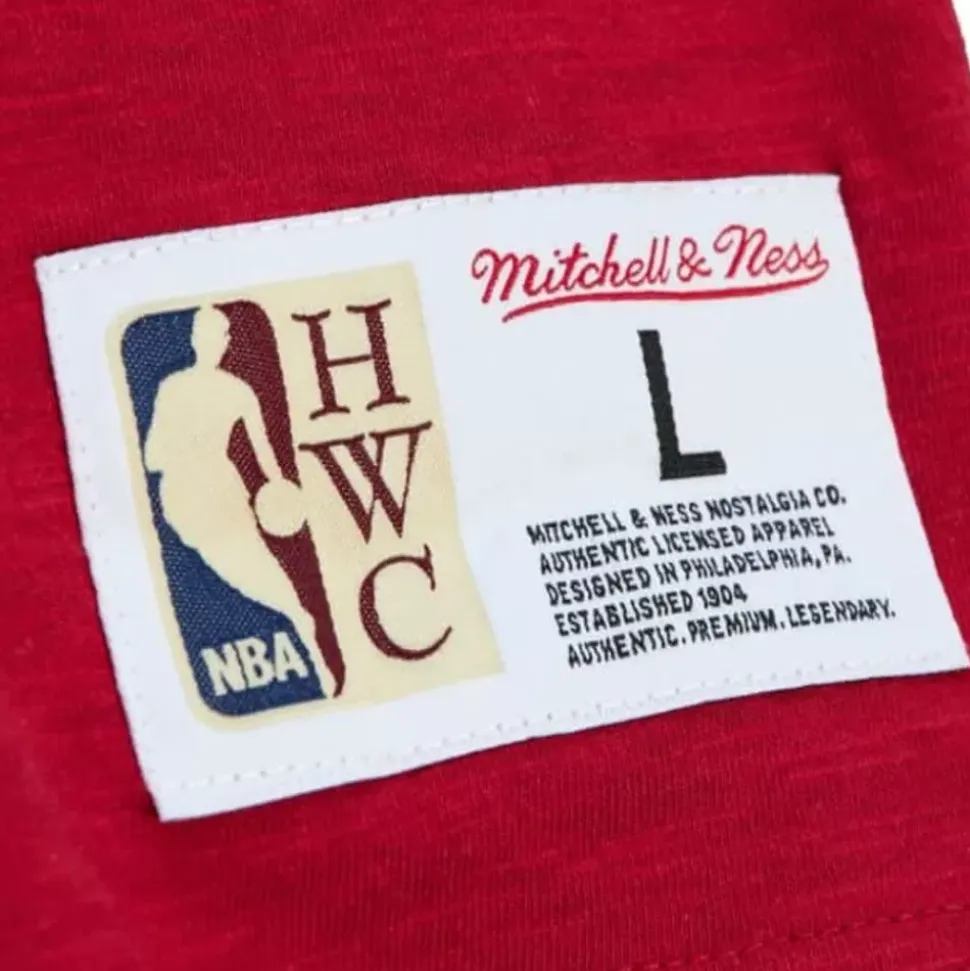 Mitchell & Ness
H
W
C
NBA
L
MITCHELL & NESS NOSTALGIA CO.
AUTHENTIC LICENSED APPAREL
DESIGNED IN PHILADELPHIA, PA.
ESTABLISHED 1904
AUTHENTIC. PREMIUM. LEGENDARY.